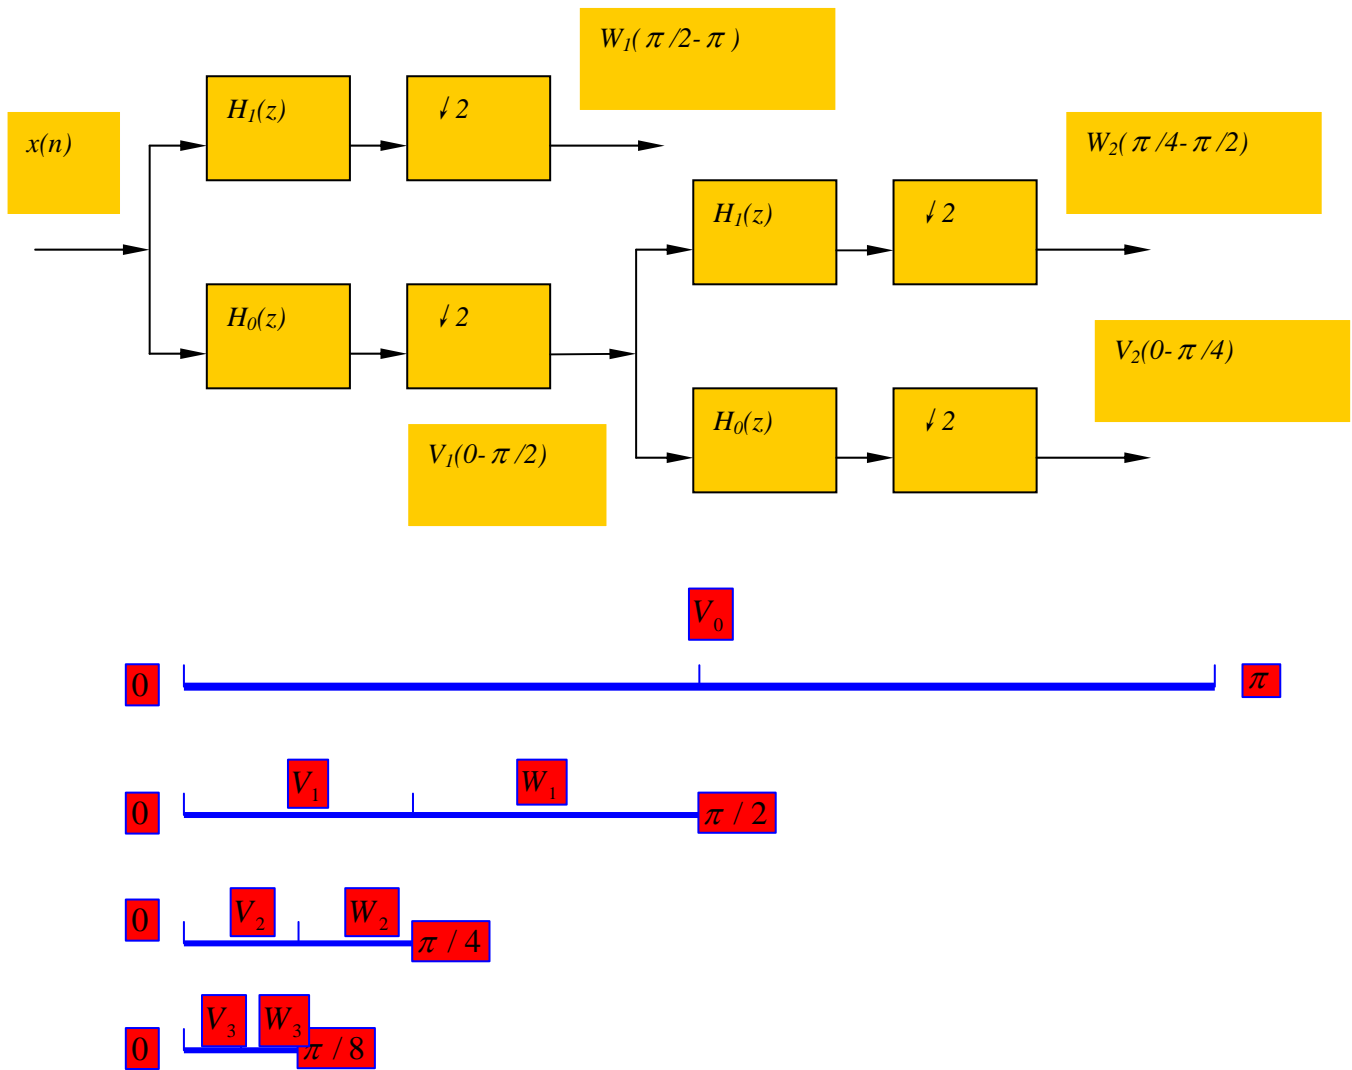 W₁( π /2- π )
H₁(z)
↓ 2
x(n)
W₂( π /4- π /2)
H₁(z)
↓ 2
H₀(z)
↓ 2
V₂(0- π /4)
H₀(z)
↓ 2
V₁(0- π /2)
V₀
0
π
V₁
W₁
0
π / 2
V₂
W₂
0
π / 4
V₃
W₃
0
π / 8